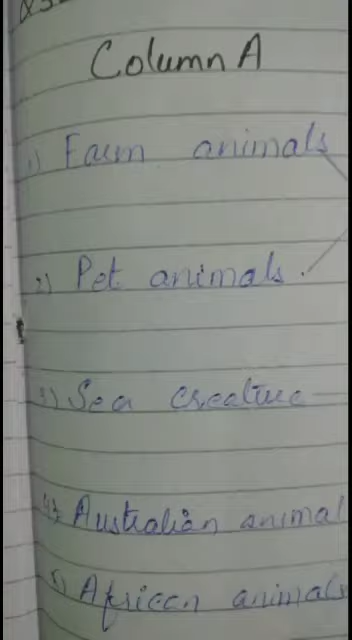 Column A
1) Farm animals
2) Pet animals.
3) Sea creature
4) Australian animal
5) African animals